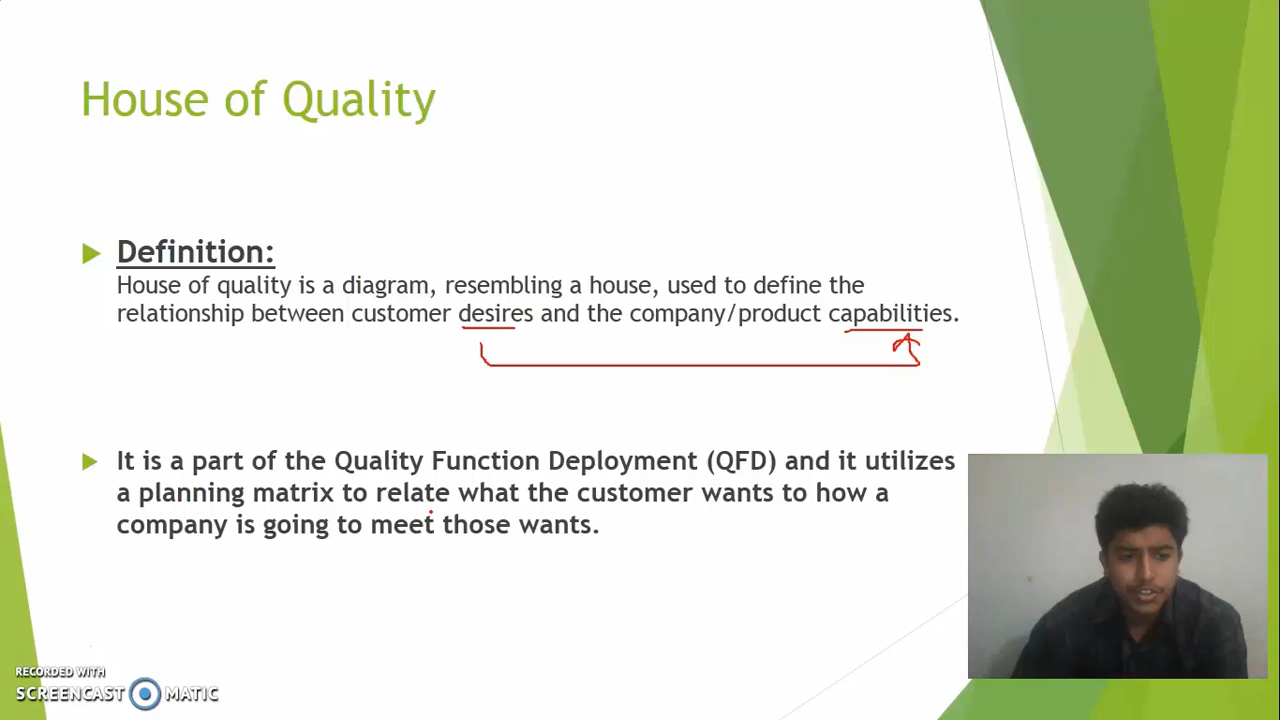 House of Quality
Definition:
House of quality is a diagram, resembling a house, used to define the
relationship between customer desires and the company/product capabilities.
It is a part of the Quality Function Deployment (QFD) and it utilizes
a planning matrix to relate what the customer wants to how a
company is going to meet those wants.
RECORDED WITH
SCREENCAST MATIC